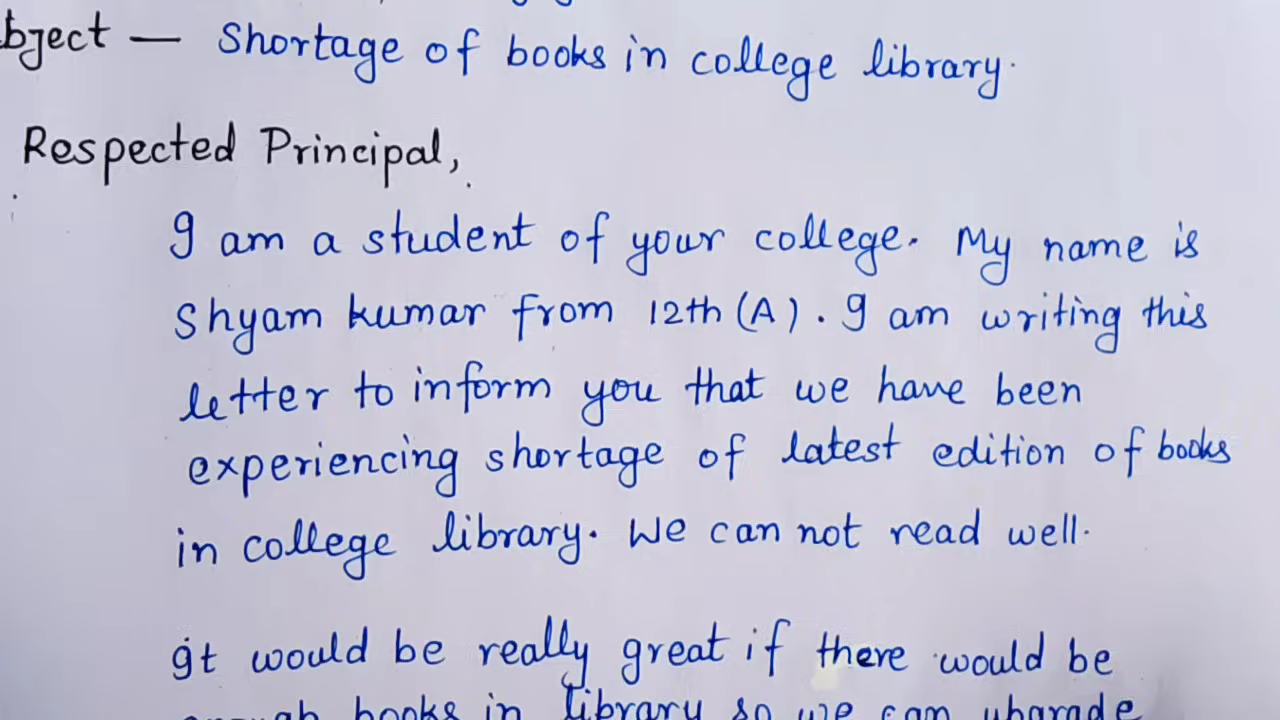 bject — Shortage of books in college library.
Respected Principal,
I am a student of your college. My name is
Shyam kumar from 12th (A). I am writing this
letter to inform you that we have been
experiencing shortage of latest edition of books
in college library. We can not read well.
It would be really great if there would be
enough books in library so we can upgrade